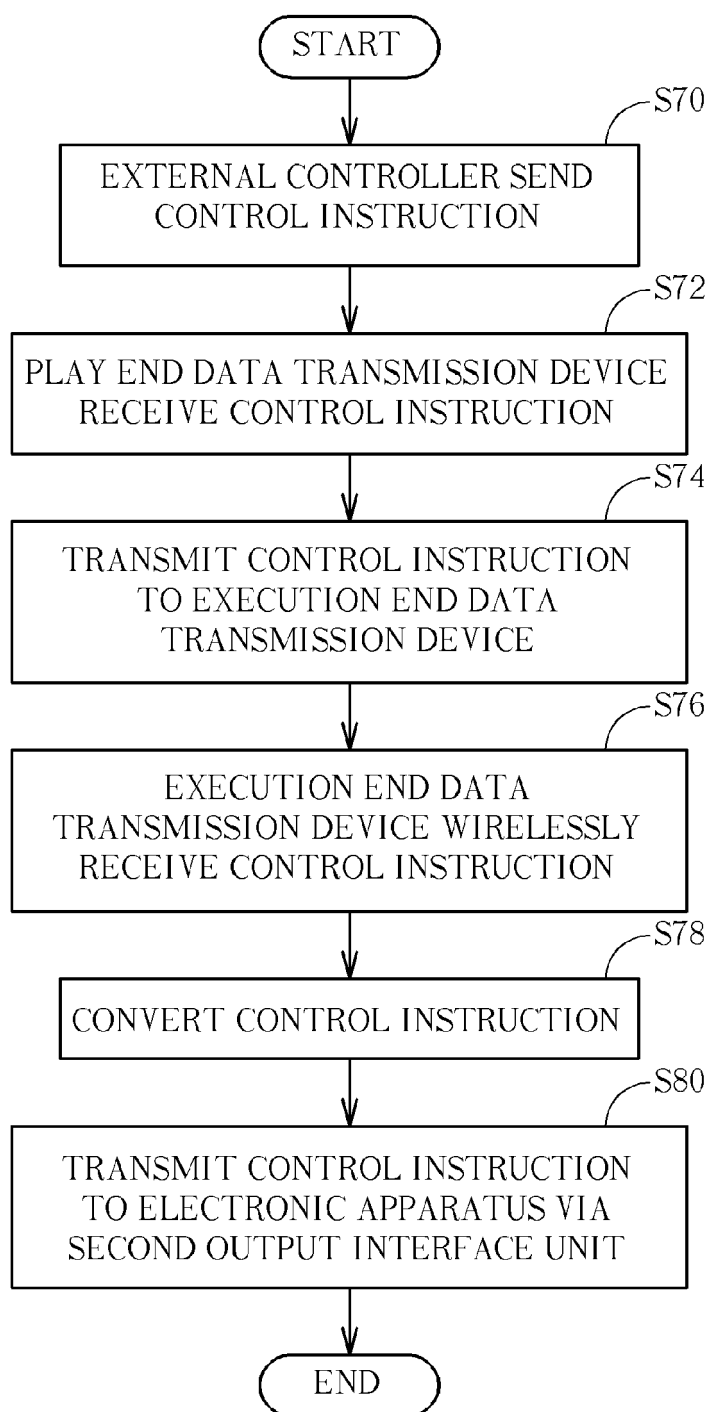 START
S70
EXTERNAL CONTROLLER SEND
CONTROL INSTRUCTION
S72
PLAY END DATA TRANSMISSION DEVICE
RECEIVE CONTROL INSTRUCTION
S74
TRANSMIT CONTROL INSTRUCTION
TO EXECUTION END DATA
TRANSMISSION DEVICE
S76
EXECUTION END DATA
TRANSMISSION DEVICE WIRELESSLY
RECEIVE CONTROL INSTRUCTION
S78
CONVERT CONTROL INSTRUCTION
S80
TRANSMIT CONTROL INSTRUCTION
TO ELECTRONIC APPARATUS VIA
SECOND OUTPUT INTERFACE UNIT
END